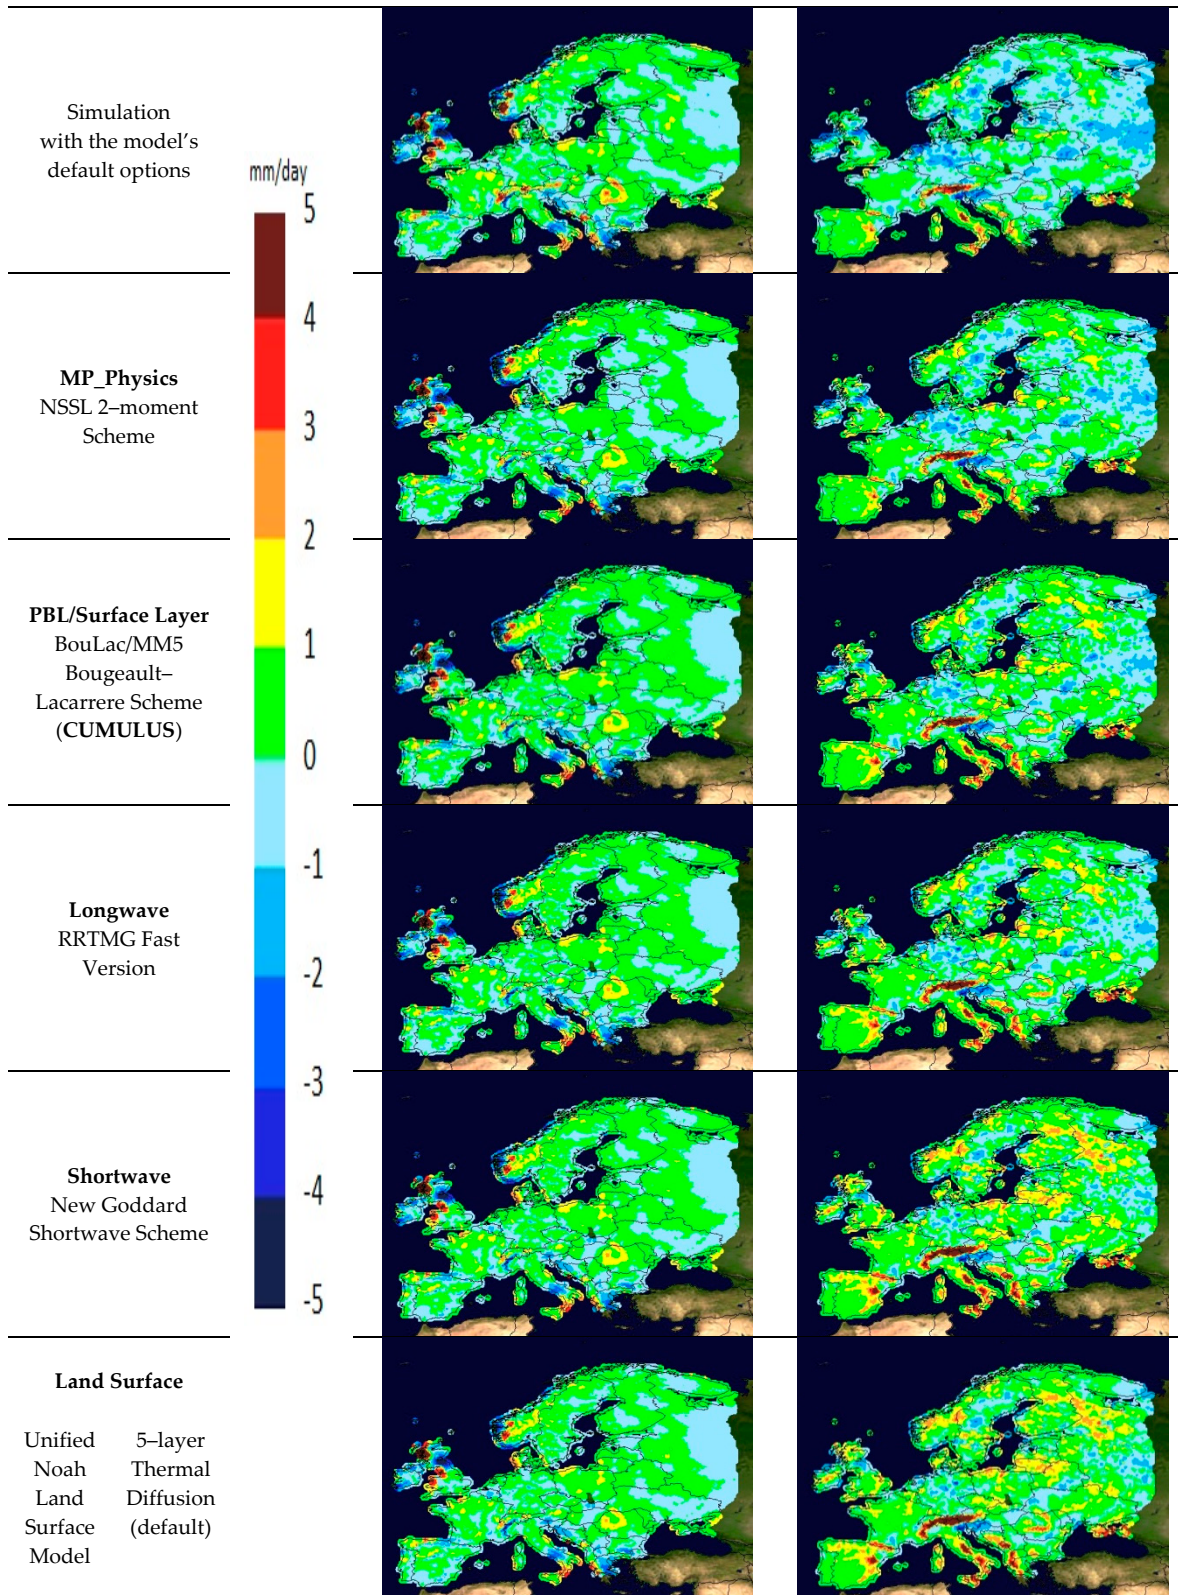 Simulation
with the model's
default options
mm/day
5
4
3
2
1
0
-1
-2
-3
-4
-5
MP_Physics
NSSL 2–moment
Scheme
PBL/Surface Layer
BouLac/MM5
Bougeault–
Lacarrere Scheme
(CUMULUS)
Longwave
RRTMG Fast
Version
Shortwave
New Goddard
Shortwave Scheme
Land Surface
Unified
Noah
Land
Surface
Model
5–layer
Thermal
Diffusion
(default)